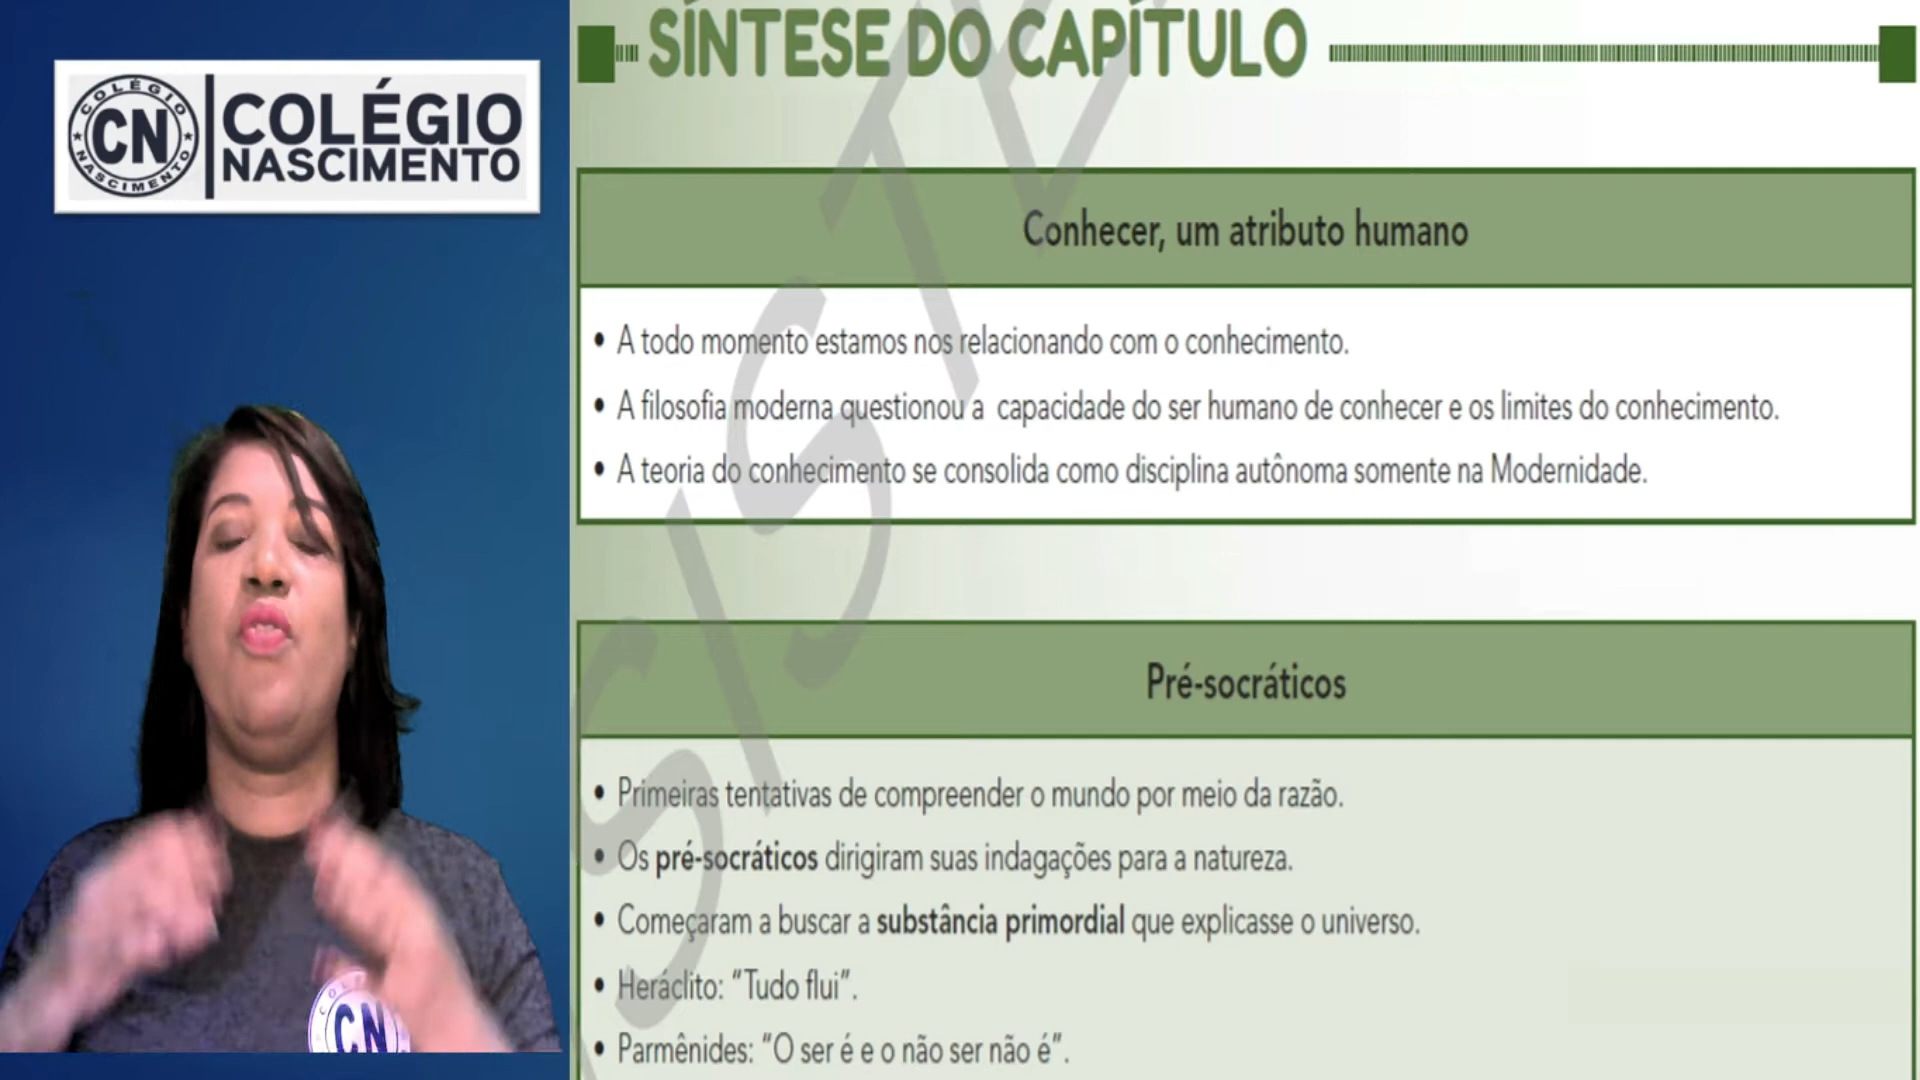 COLÉGIO
CN
NASCIMENTO
COLÉGIO
NASCIMENTO
SÍNTESE DO CAPÍTULO
Conhecer, um atributo humano
• A todo momento estamos nos relacionando com o conhecimento.
• A filosofia moderna questionou a capacidade do ser humano de conhecer e os limites do conhecimento.
• A teoria do conhecimento se consolida como disciplina autônoma somente na Modernidade.
Pré-socráticos
• Primeiras tentativas de compreender o mundo por meio da razão.
• Os pré-socráticos dirigiram suas indagações para a natureza.
• Começaram a buscar a substância primordial que explicasse o universo.
• Heráclito: “Tudo flui”.
• Parmênides: “O ser é e o não ser não é”.
CN